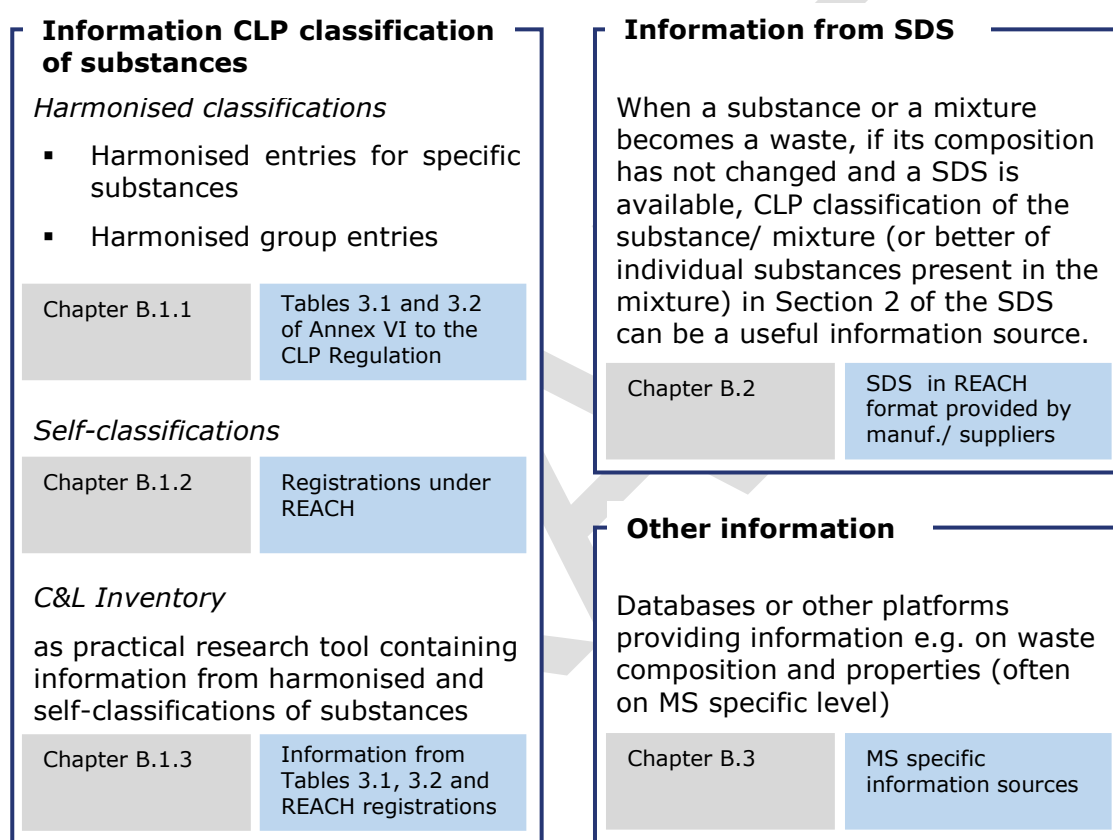 Information CLP classification
of substances
Harmonised classifications
▪ Harmonised entries for specific
substances
▪ Harmonised group entries
Chapter B.1.1
Tables 3.1 and 3.2
of Annex VI to the
CLP Regulation
Self-classifications
Chapter B.1.2
Registrations under
REACH
C&L Inventory
as practical research tool containing
information from harmonised and
self-classifications of substances
Chapter B.1.3
Information from
Tables 3.1, 3.2 and
REACH registrations
Information from SDS
When a substance or a mixture
becomes a waste, if its composition
has not changed and a SDS is
available, CLP classification of the
substance/ mixture (or better of
individual substances present in the
mixture) in Section 2 of the SDS
can be a useful information source.
Chapter B.2
SDS in REACH
format provided by
manuf./ suppliers
Other information
Databases or other platforms
providing information e.g. on waste
composition and properties (often
on MS specific level)
Chapter B.3
MS specific
information sources